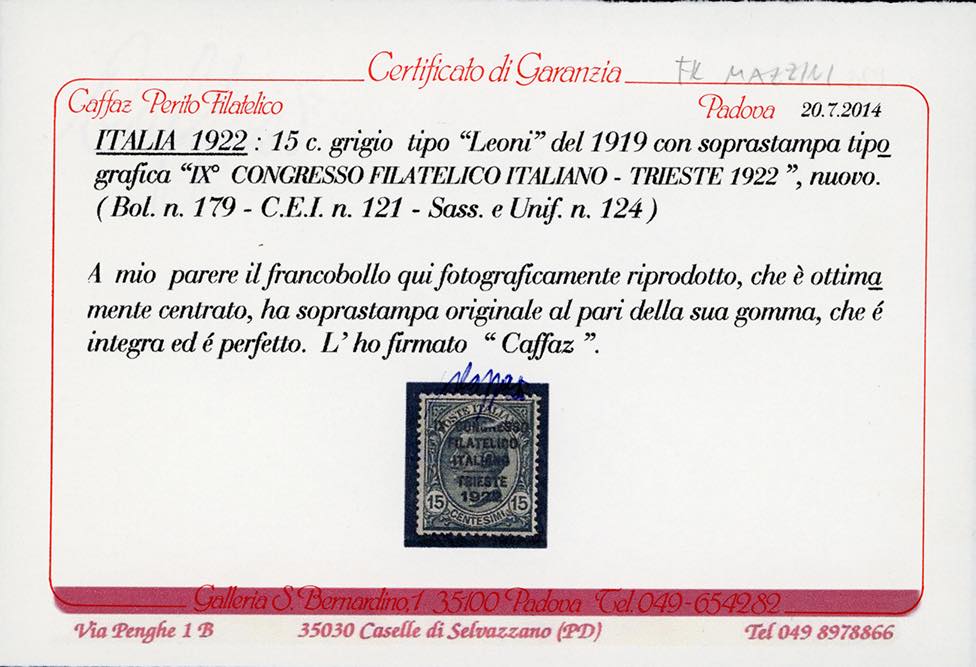 Certificato di Garanzia
FR MAZZINI
Caffaz Perito Filatelico
Padova 20.7.2014
ITALIA 1922 : 15 c. grigio tipo “Leoni” del 1919 con soprastampa tipo
grafica “IX° CONGRESSO FILATELICO ITALIANO - TRIESTE 1922 ”, nuovo.
( Bol. n. 179 - C.E.I. n. 121 - Sass. e Unif. n. 124 )
A mio parere il francobollo qui fotograficamente riprodotto, che è ottima
mente centrato, ha soprastampa originale al pari della sua gomma, che é
integra ed é perfetto. L' ho firmato “ Caffaz ”.
POSTE ITALIANE
IX CONGRESSO
FILATELICO
ITALIANO
TRIESTE
1922
15 CENTESIMI 15
Galleria S. Bernardino,1 35100 Padova Tel. 049-654282
Via Penghe 1 B 35030 Caselle di Selvazzano (PD) Tel 049 8978866